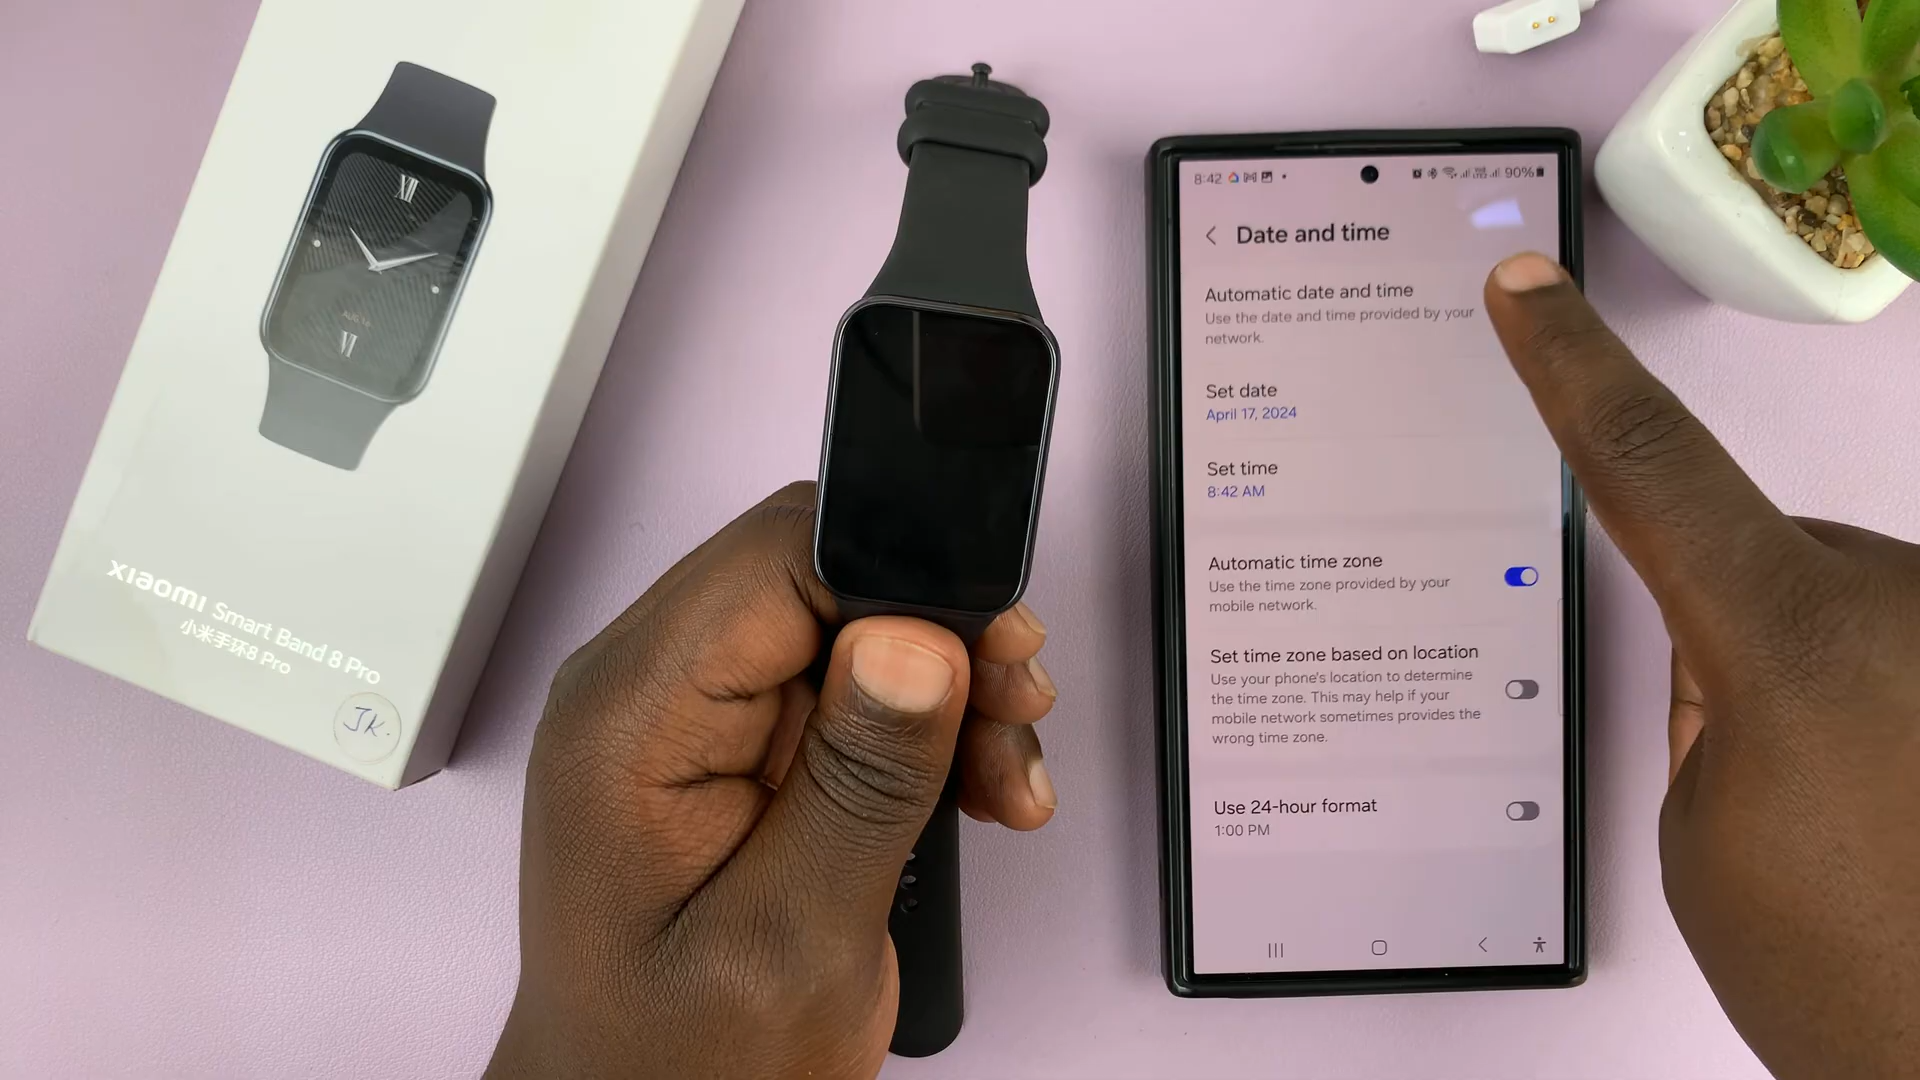 XII
AUG 16
VI
xiaomi Smart Band 8 Pro
小米手环8 Pro
JK.
8:42
90%
Date and time
Automatic date and time
Use the date and time provided by your
network.
Set date
April 17, 2024
Set time
8:42 AM
Automatic time zone
Use the time zone provided by your
mobile network.
Set time zone based on location
Use your phone's location to determine
the time zone. This may help if your
mobile network sometimes provides the
wrong time zone.
Use 24-hour format
1:00 PM